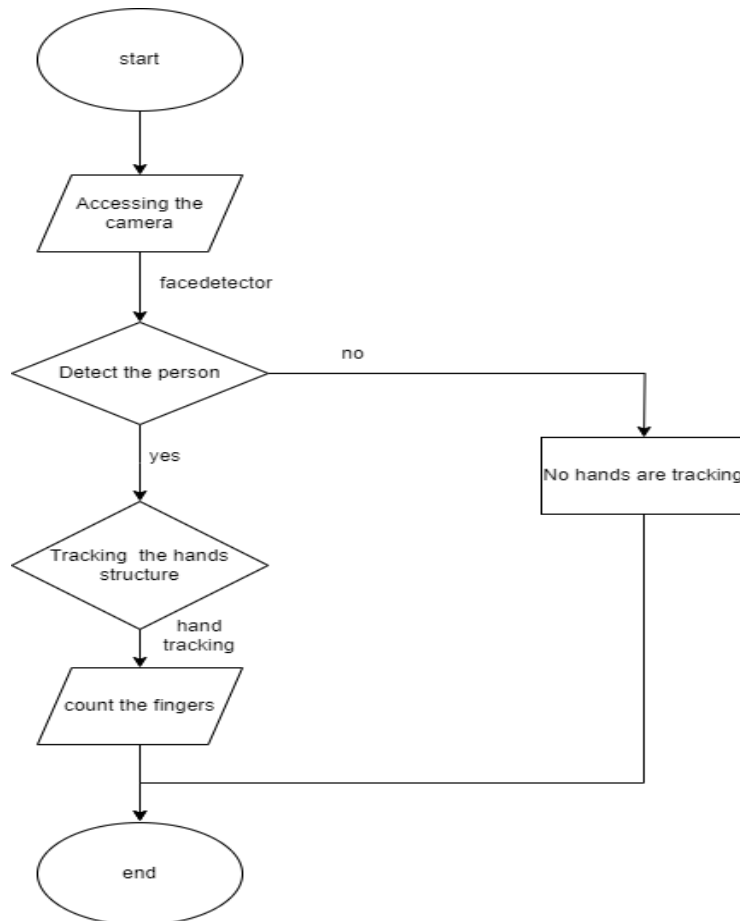 start
Accessing the
camera
facedetector
Detect the person
no
yes
No hands are tracking
Tracking the hands
structure
hand
tracking
count the fingers
end